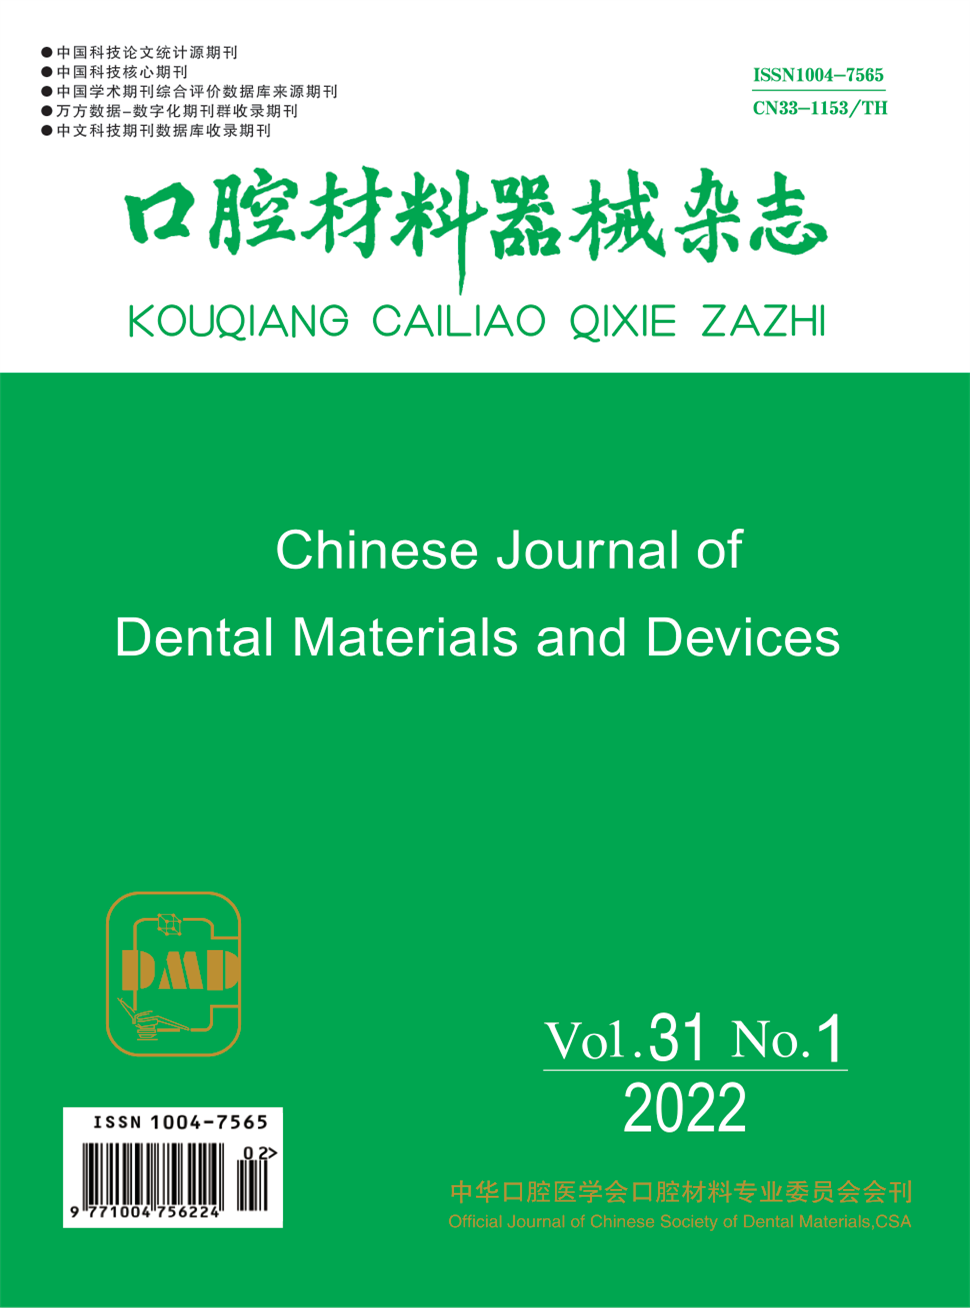 ●中国科技论文统计源期刊
●中国科技核心期刊
●中国学术期刊综合评价数据库来源期刊
●万方数据-数字化期刊群收录期刊
●中文科技期刊数据库收录期刊
ISSN1004-7565
CN33-1153/TH
口腔材料器械杂志
KOUQIANG CAILIAO QIXIE ZAZHI
Chinese Journal of
Dental Materials and Devices
DMD
Vol.31 No.1
2022
ISSN 1004-7565
02>
9 771004 756224
中华口腔医学会口腔材料专业委员会会刊
Official Journal of Chinese Society of Dental Materials,CSA